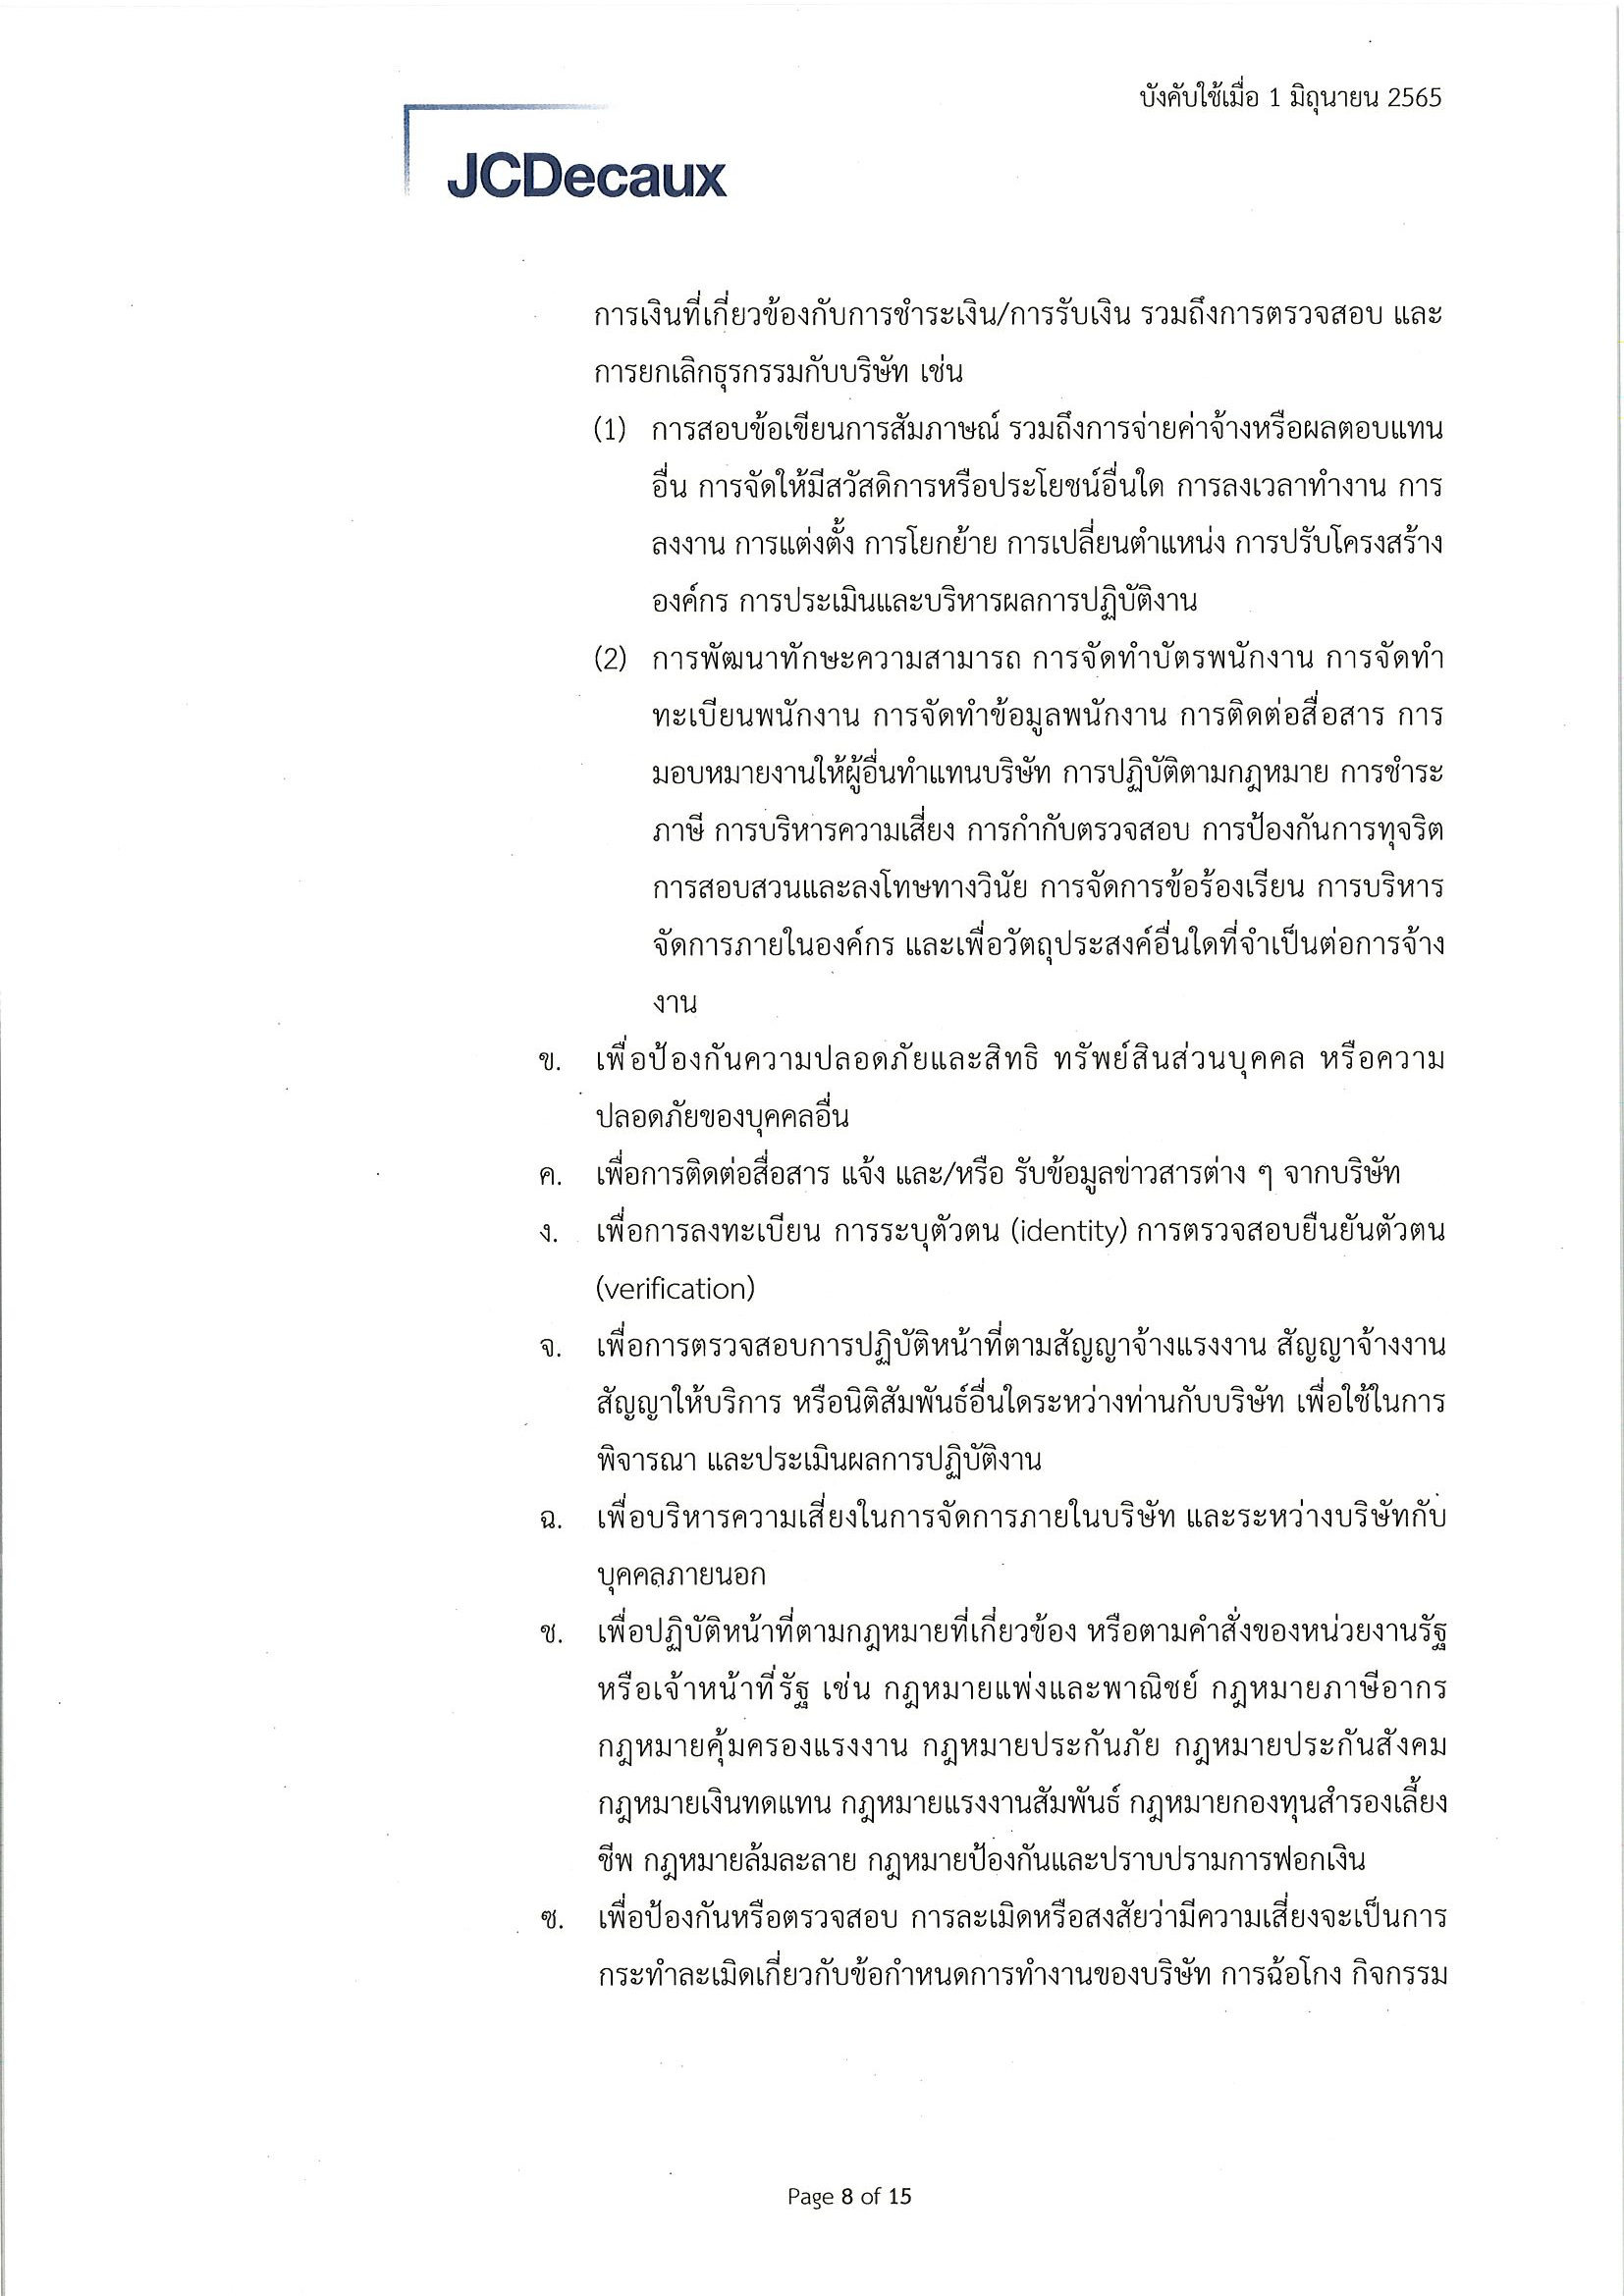 บังคับใช้เมื่อ 1 มิถุนายน 2565
JCDecaux
การเงินที่เกี่ยวข้องกับการชำระเงิน/การรับเงิน รวมถึงการตรวจสอบ และ
การยกเลิกธุรกรรมกับบริษัท เช่น
(1) การสอบข้อเขียนการสัมภาษณ์ รวมถึงการจ่ายค่าจ้างหรือผลตอบแทน
อื่น การจัดให้มีสวัสดิการหรือประโยชน์อื่นใด การลงเวลาทำงาน การ
ลงงาน การแต่งตั้ง การโยกย้าย การเปลี่ยนตำแหน่ง การปรับโครงสร้าง
องค์กร การประเมินและบริหารผลการปฏิบัติงาน
(2) การพัฒนาทักษะความสามารถ การจัดทำบัตรพนักงาน การจัดทำ
ทะเบียนพนักงาน การจัดทำข้อมูลพนักงาน การติดต่อสื่อสาร การ
มอบหมายงานให้ผู้อื่นทำแทนบริษัท การปฏิบัติตามกฎหมาย การชำระ
ภาษี การบริหารความเสี่ยง การกำกับตรวจสอบ การป้องกันการทุจริต
การสอบสวนและลงโทษทางวินัย การจัดการข้อร้องเรียน การบริหาร
จัดการภายในองค์กร และเพื่อวัตถุประสงค์อื่นใดที่จำเป็นต่อการจ้าง
งาน
ข. เพื่อป้องกันความปลอดภัยและสิทธิ ทรัพย์สินส่วนบุคคล หรือความ
ปลอดภัยของบุคคลอื่น
ค. เพื่อการติดต่อสื่อสาร แจ้ง และ/หรือ รับข้อมูลข่าวสารต่าง ๆ จากบริษัท
ง. เพื่อการลงทะเบียน การระบุตัวตน (identity) การตรวจสอบยืนยันตัวตน
(verification)
จ. เพื่อการตรวจสอบการปฏิบัติหน้าที่ตามสัญญาจ้างแรงงาน สัญญาจ้างงาน
สัญญาให้บริการ หรือนิติสัมพันธ์อื่นใดระหว่างท่านกับบริษัท เพื่อใช้ในการ
พิจารณา และประเมินผลการปฏิบัติงาน
ฉ. เพื่อบริหารความเสี่ยงในการจัดการภายในบริษัท และระหว่างบริษัทกับ
บุคคลภายนอก
ช. เพื่อปฏิบัติหน้าที่ตามกฎหมายที่เกี่ยวข้อง หรือตามคำสั่งของหน่วยงานรัฐ
หรือเจ้าหน้าที่รัฐ เช่น กฎหมายแพ่งและพาณิชย์ กฎหมายภาษีอากร
กฎหมายคุ้มครองแรงงาน กฎหมายประกันภัย กฎหมายประกันสังคม
กฎหมายเงินทดแทน กฎหมายแรงงานสัมพันธ์ กฎหมายกองทุนสำรองเลี้ยง
ชีพ กฎหมายล้มละลาย กฎหมายป้องกันและปราบปรามการฟอกเงิน
ซ. เพื่อป้องกันหรือตรวจสอบ การละเมิดหรือสงสัยว่ามีความเสี่ยงจะเป็นการ
กระทำละเมิดเกี่ยวกับข้อกำหนดการทำงานของบริษัท การฉ้อโกง กิจกรรม
Page 8 of 15